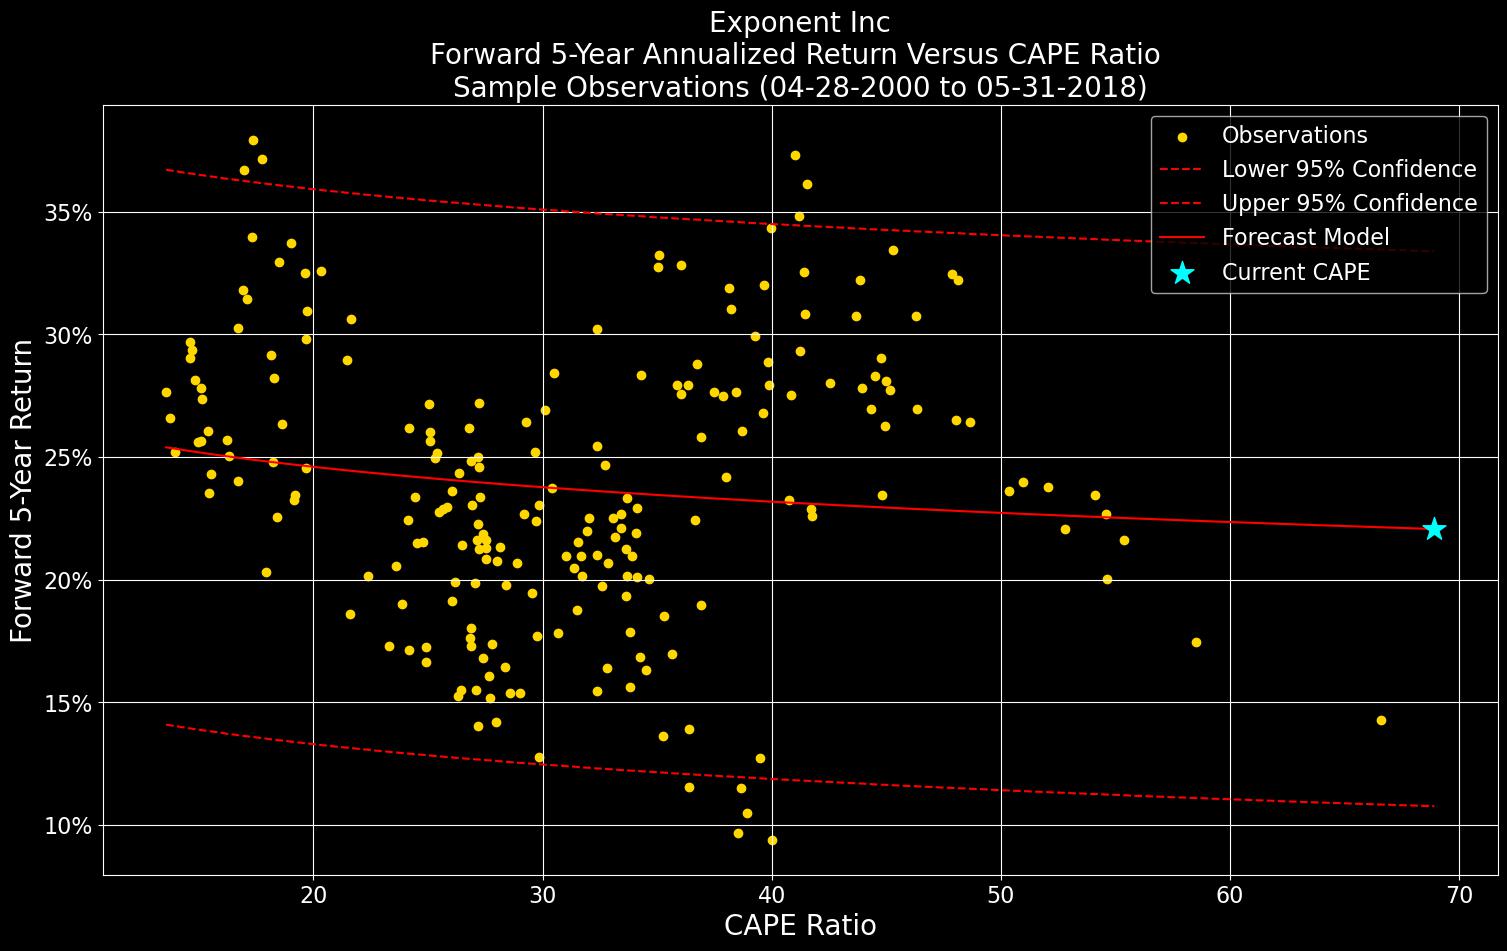 Exponent Inc
Forward 5-Year Annualized Return Versus CAPE Ratio
Sample Observations (04-28-2000 to 05-31-2018)
Observations
Lower 95% Confidence
Upper 95% Confidence
Forecast Model
Current CAPE
Forward 5-Year Return
35%
30%
25%
20%
15%
10%
20 30 40 50 60 70
CAPE Ratio